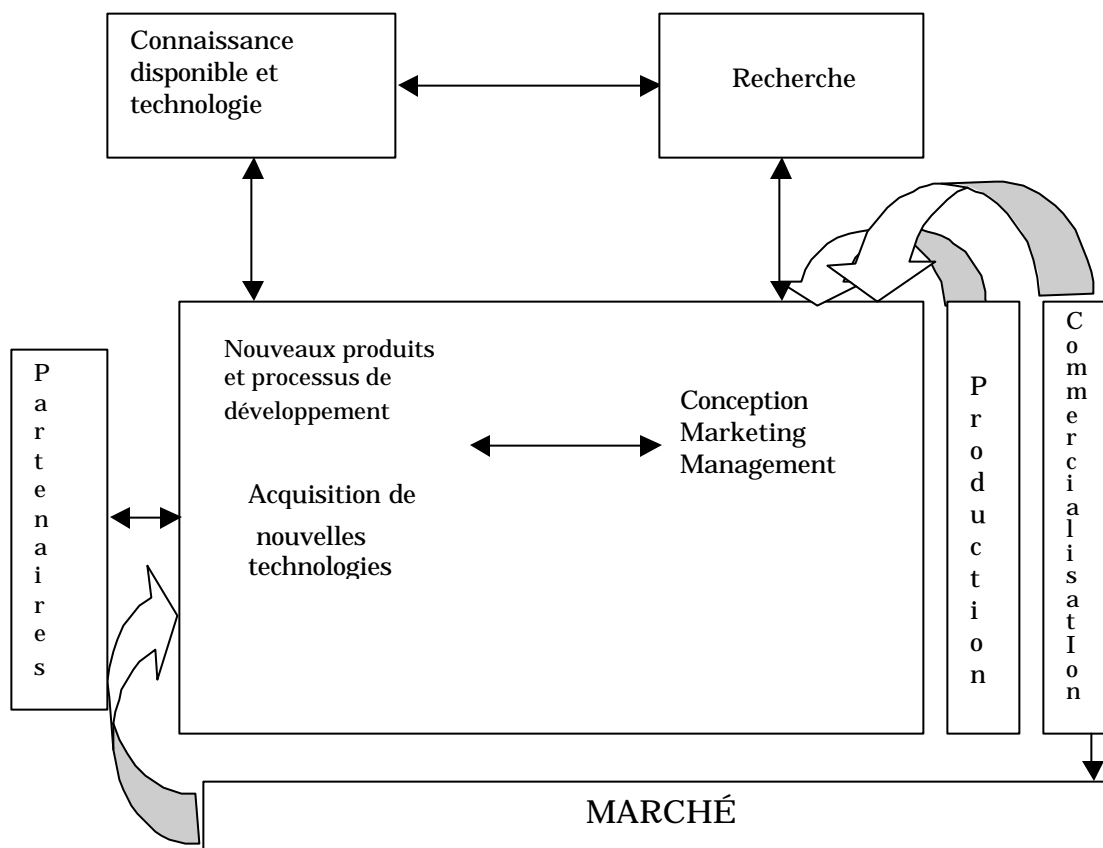 Connaissance
disponible et
technologie
Recherche
Nouveaux produits
et processus de
développement
Conception
Marketing
Management
Acquisition de
nouvelles
technologies
Partenaires
Production
CommercialisatIon
MARCHÉ